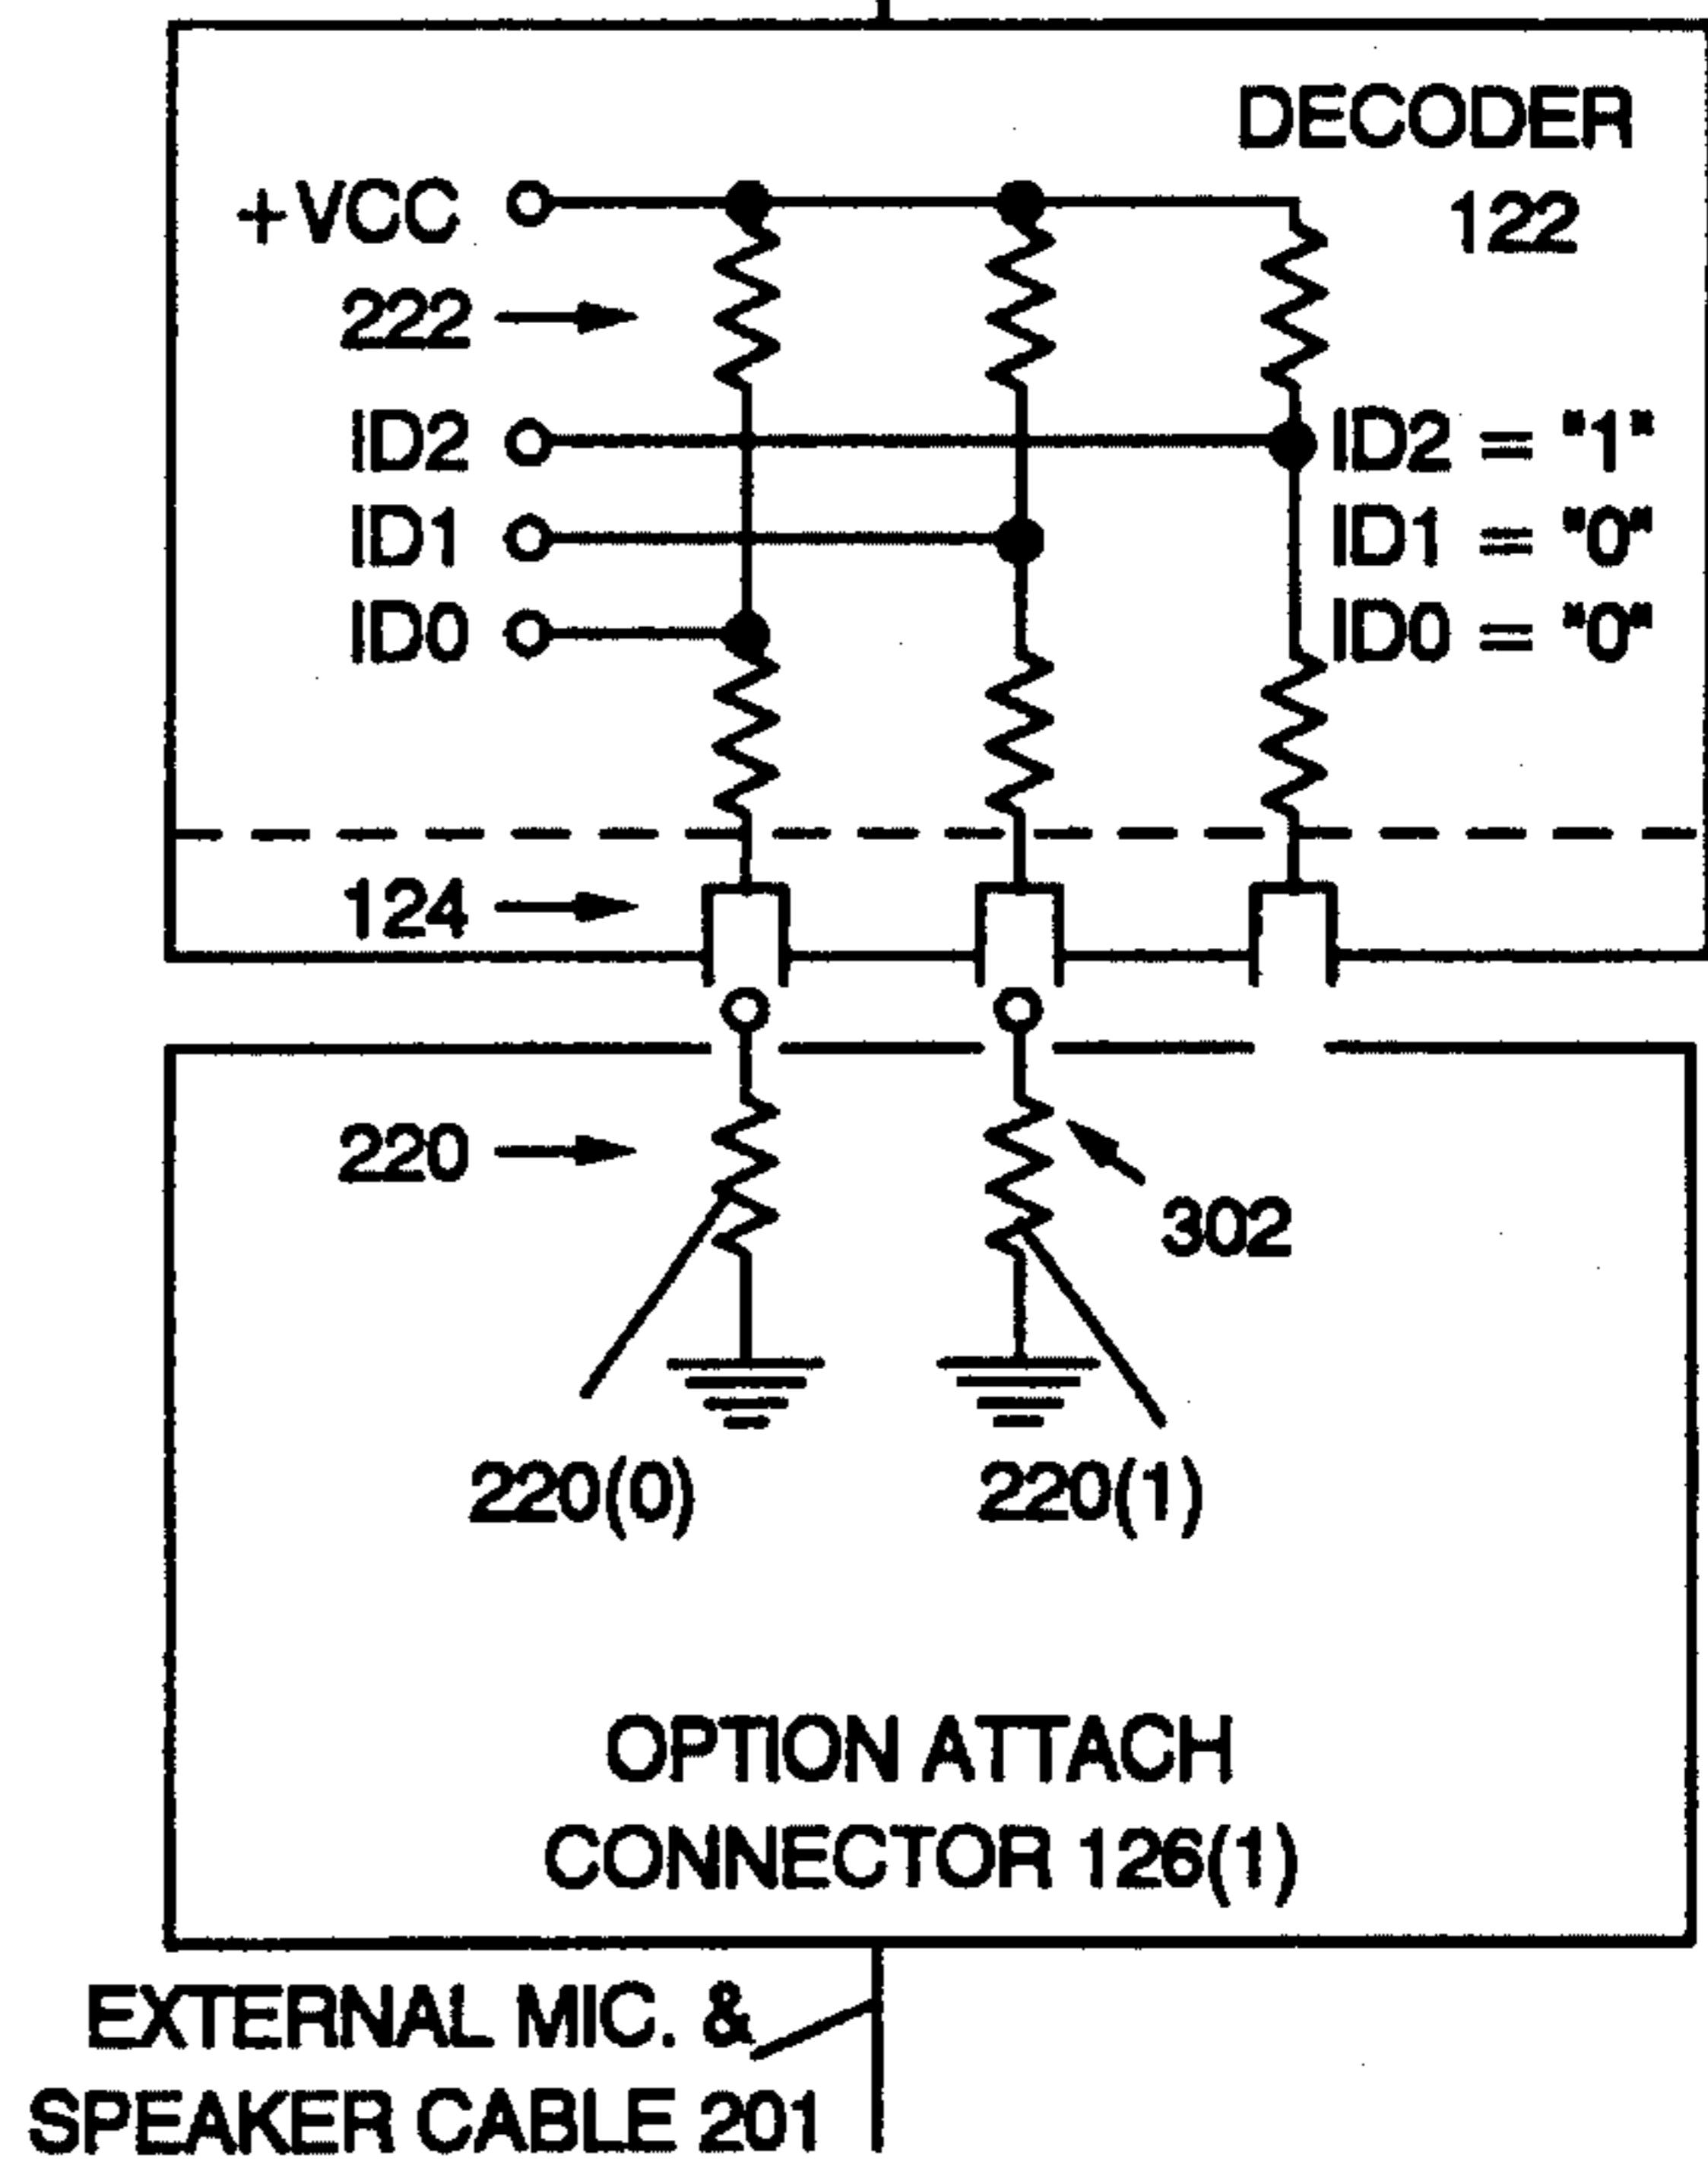 DECODER
122
+VCC
222
ID2
ID2 = "1"
ID1
ID1 = "0"
ID0
ID0 = "0"
124
220
302
220(0)
220(1)
OPTION ATTACH
CONNECTOR 126(1)
EXTERNAL MIC. &
SPEAKER CABLE 201